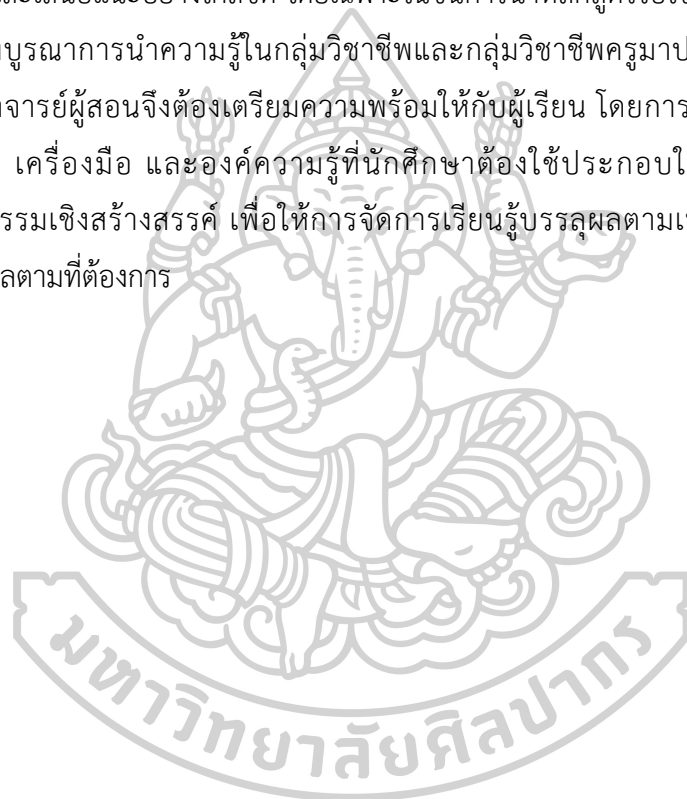 บูรณาการนำความรู้ในกลุ่มวิชาชีพและกลุ่มวิชาชีพครูมาป
าจารย์ผู้สอนจึงต้องเตรียมความพร้อมให้กับผู้เรียน โดยการ
เครื่องมือ และองค์ความรู้ที่นักศึกษาต้องใช้ประกอบใ
รรมเชิงสร้างสรรค์ เพื่อให้การจัดการเรียนรู้บรรลุผลตามเ
ลตามที่ต้องการ
มหาวิทยาลัยศิลปากร